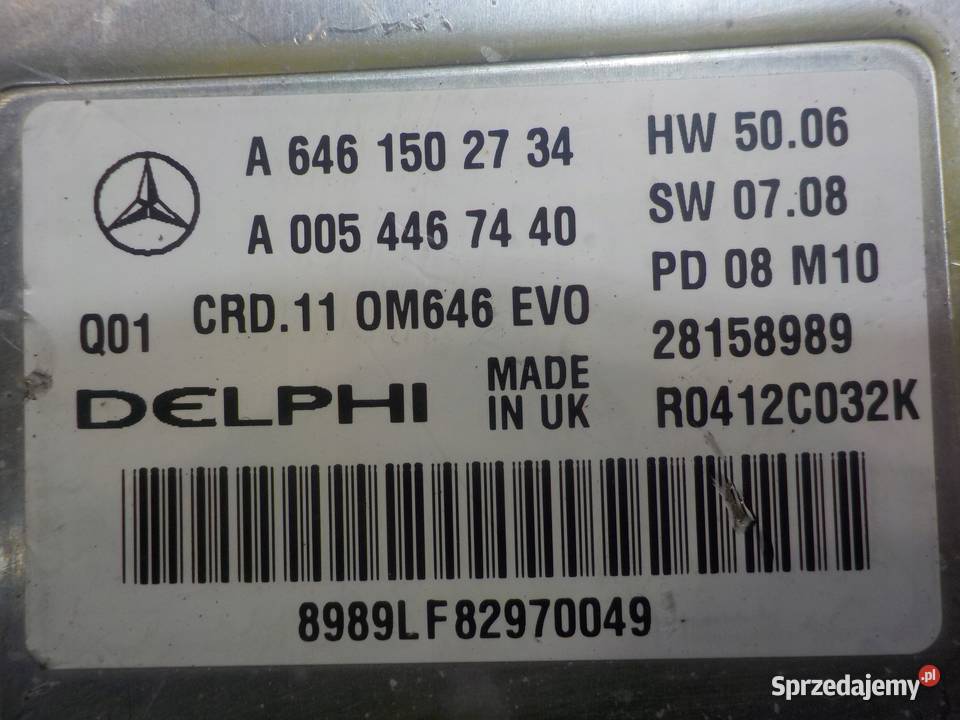 A 646 150 27 34
A 005 446 74 40
HW 50.06
SW 07.08
PD 08 M10
Q01 CRD.11 OM646 EVO
28158989
DELPHI
MADE
IN UK
R0412C032K
8989LF82970049
Sprzedajemy.pl